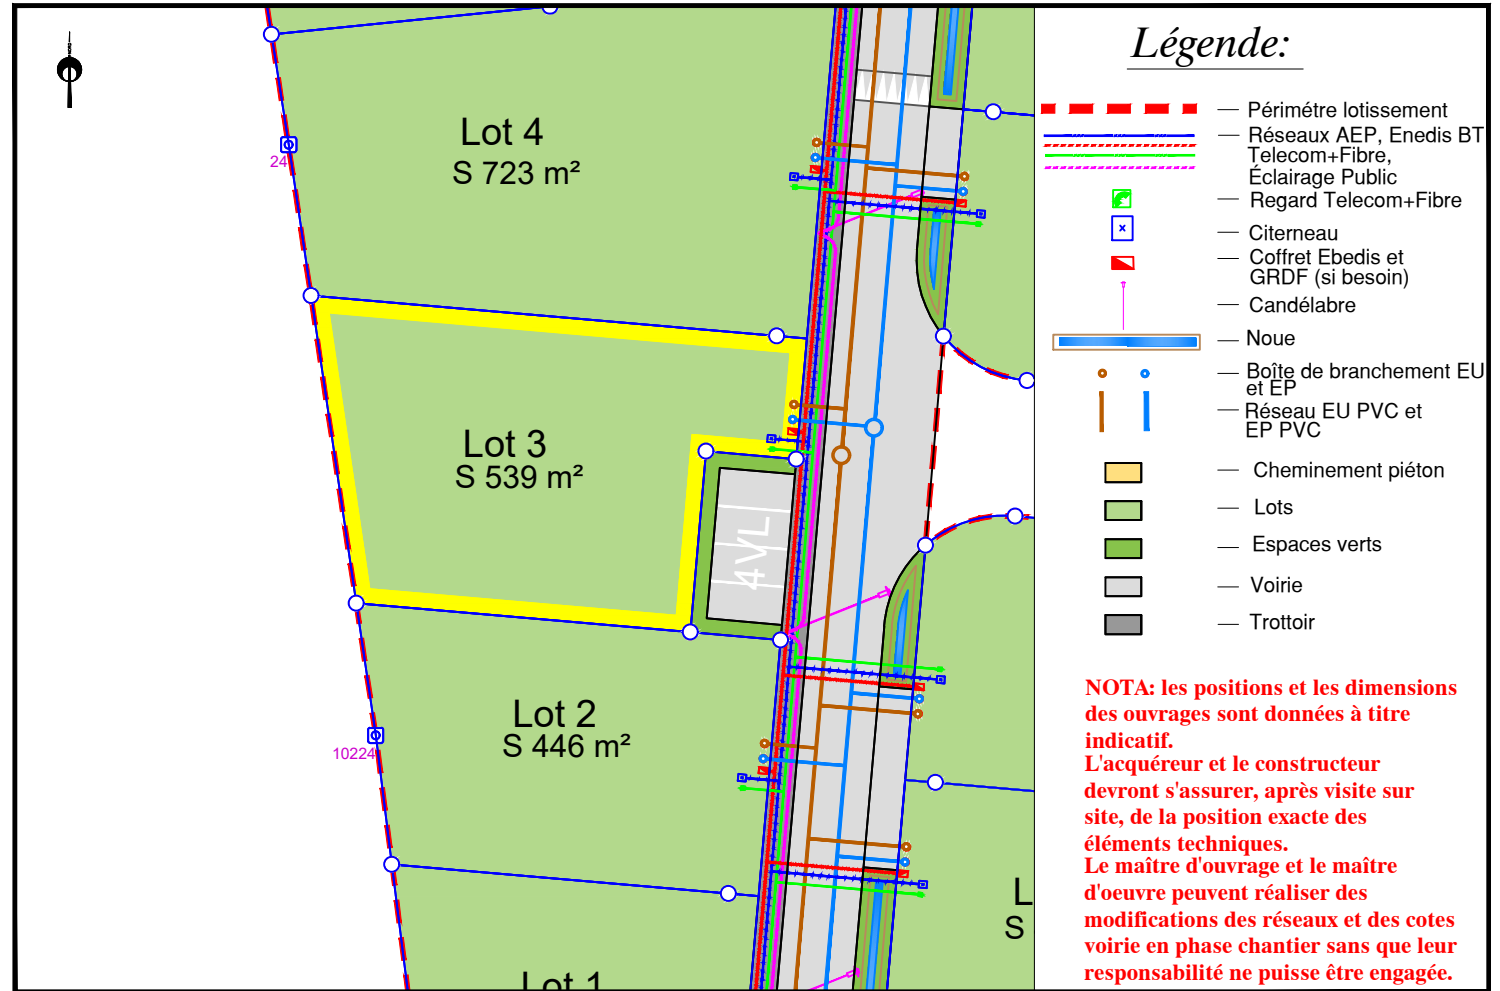 Légende:
Périmétre lotissement
Réseaux AEP, Enedis BT
Telecom+Fibre,
Éclairage Public
Regard Telecom+Fibre
Citerneau
Coffret Ebedis et
GRDF (si besoin)
Candélabre
Noue
Boîte de branchement EU
et EP
Réseau EU PVC et
EP PVC
Cheminement piéton
Lots
Espaces verts
Voirie
Trottoir
NOTA: les positions et les dimensions
des ouvrages sont données à titre
indicatif.
L'acquéreur et le constructeur
devront s'assurer, après visite sur
site, de la position exacte des
éléments techniques.
Le maître d'ouvrage et le maître
d'oeuvre peuvent réaliser des
modifications des réseaux et des cotes
voirie en phase chantier sans que leur
responsabilité ne puisse être engagée.
Lot 4
S 723 m²
24
Lot 3
S 539 m²
4VL
Lot 2
S 446 m²
10224
L
S
Lot 1